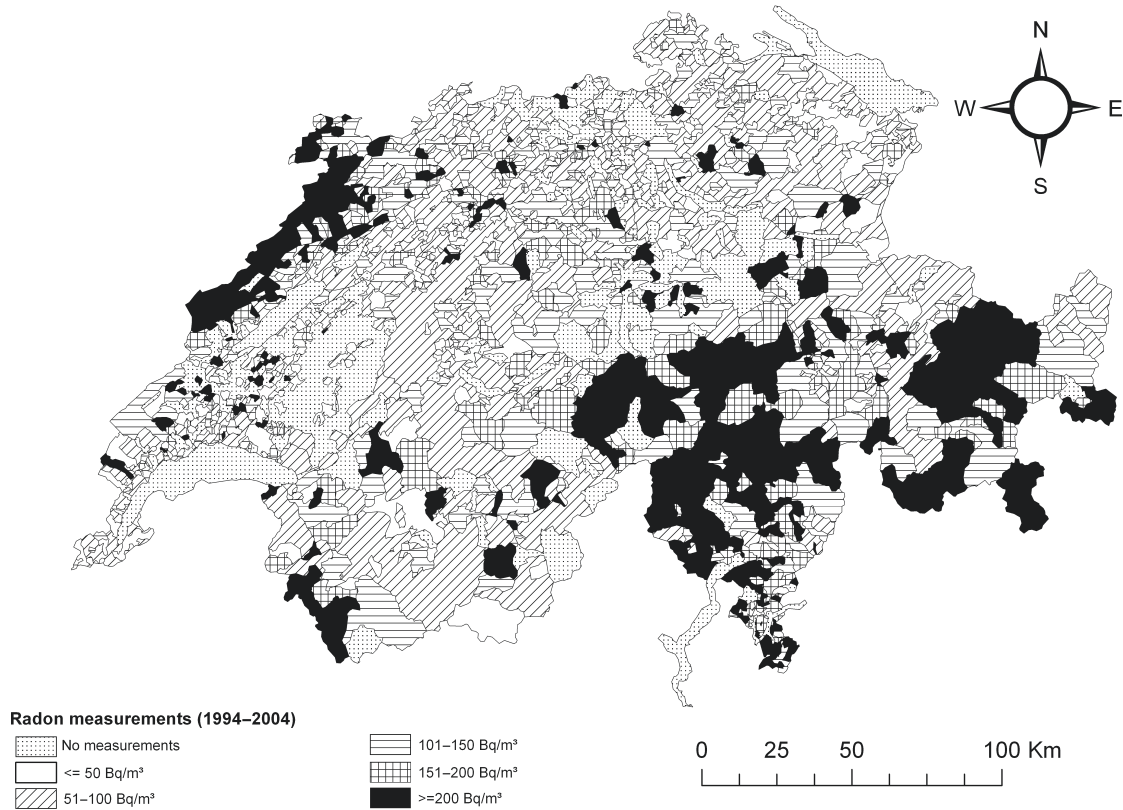 N
W E
S
Radon measurements (1994–2004)
No measurements
<= 50 Bq/m³
51–100 Bq/m³
101–150 Bq/m³
151–200 Bq/m³
>=200 Bq/m³
0 25 50 100 Km